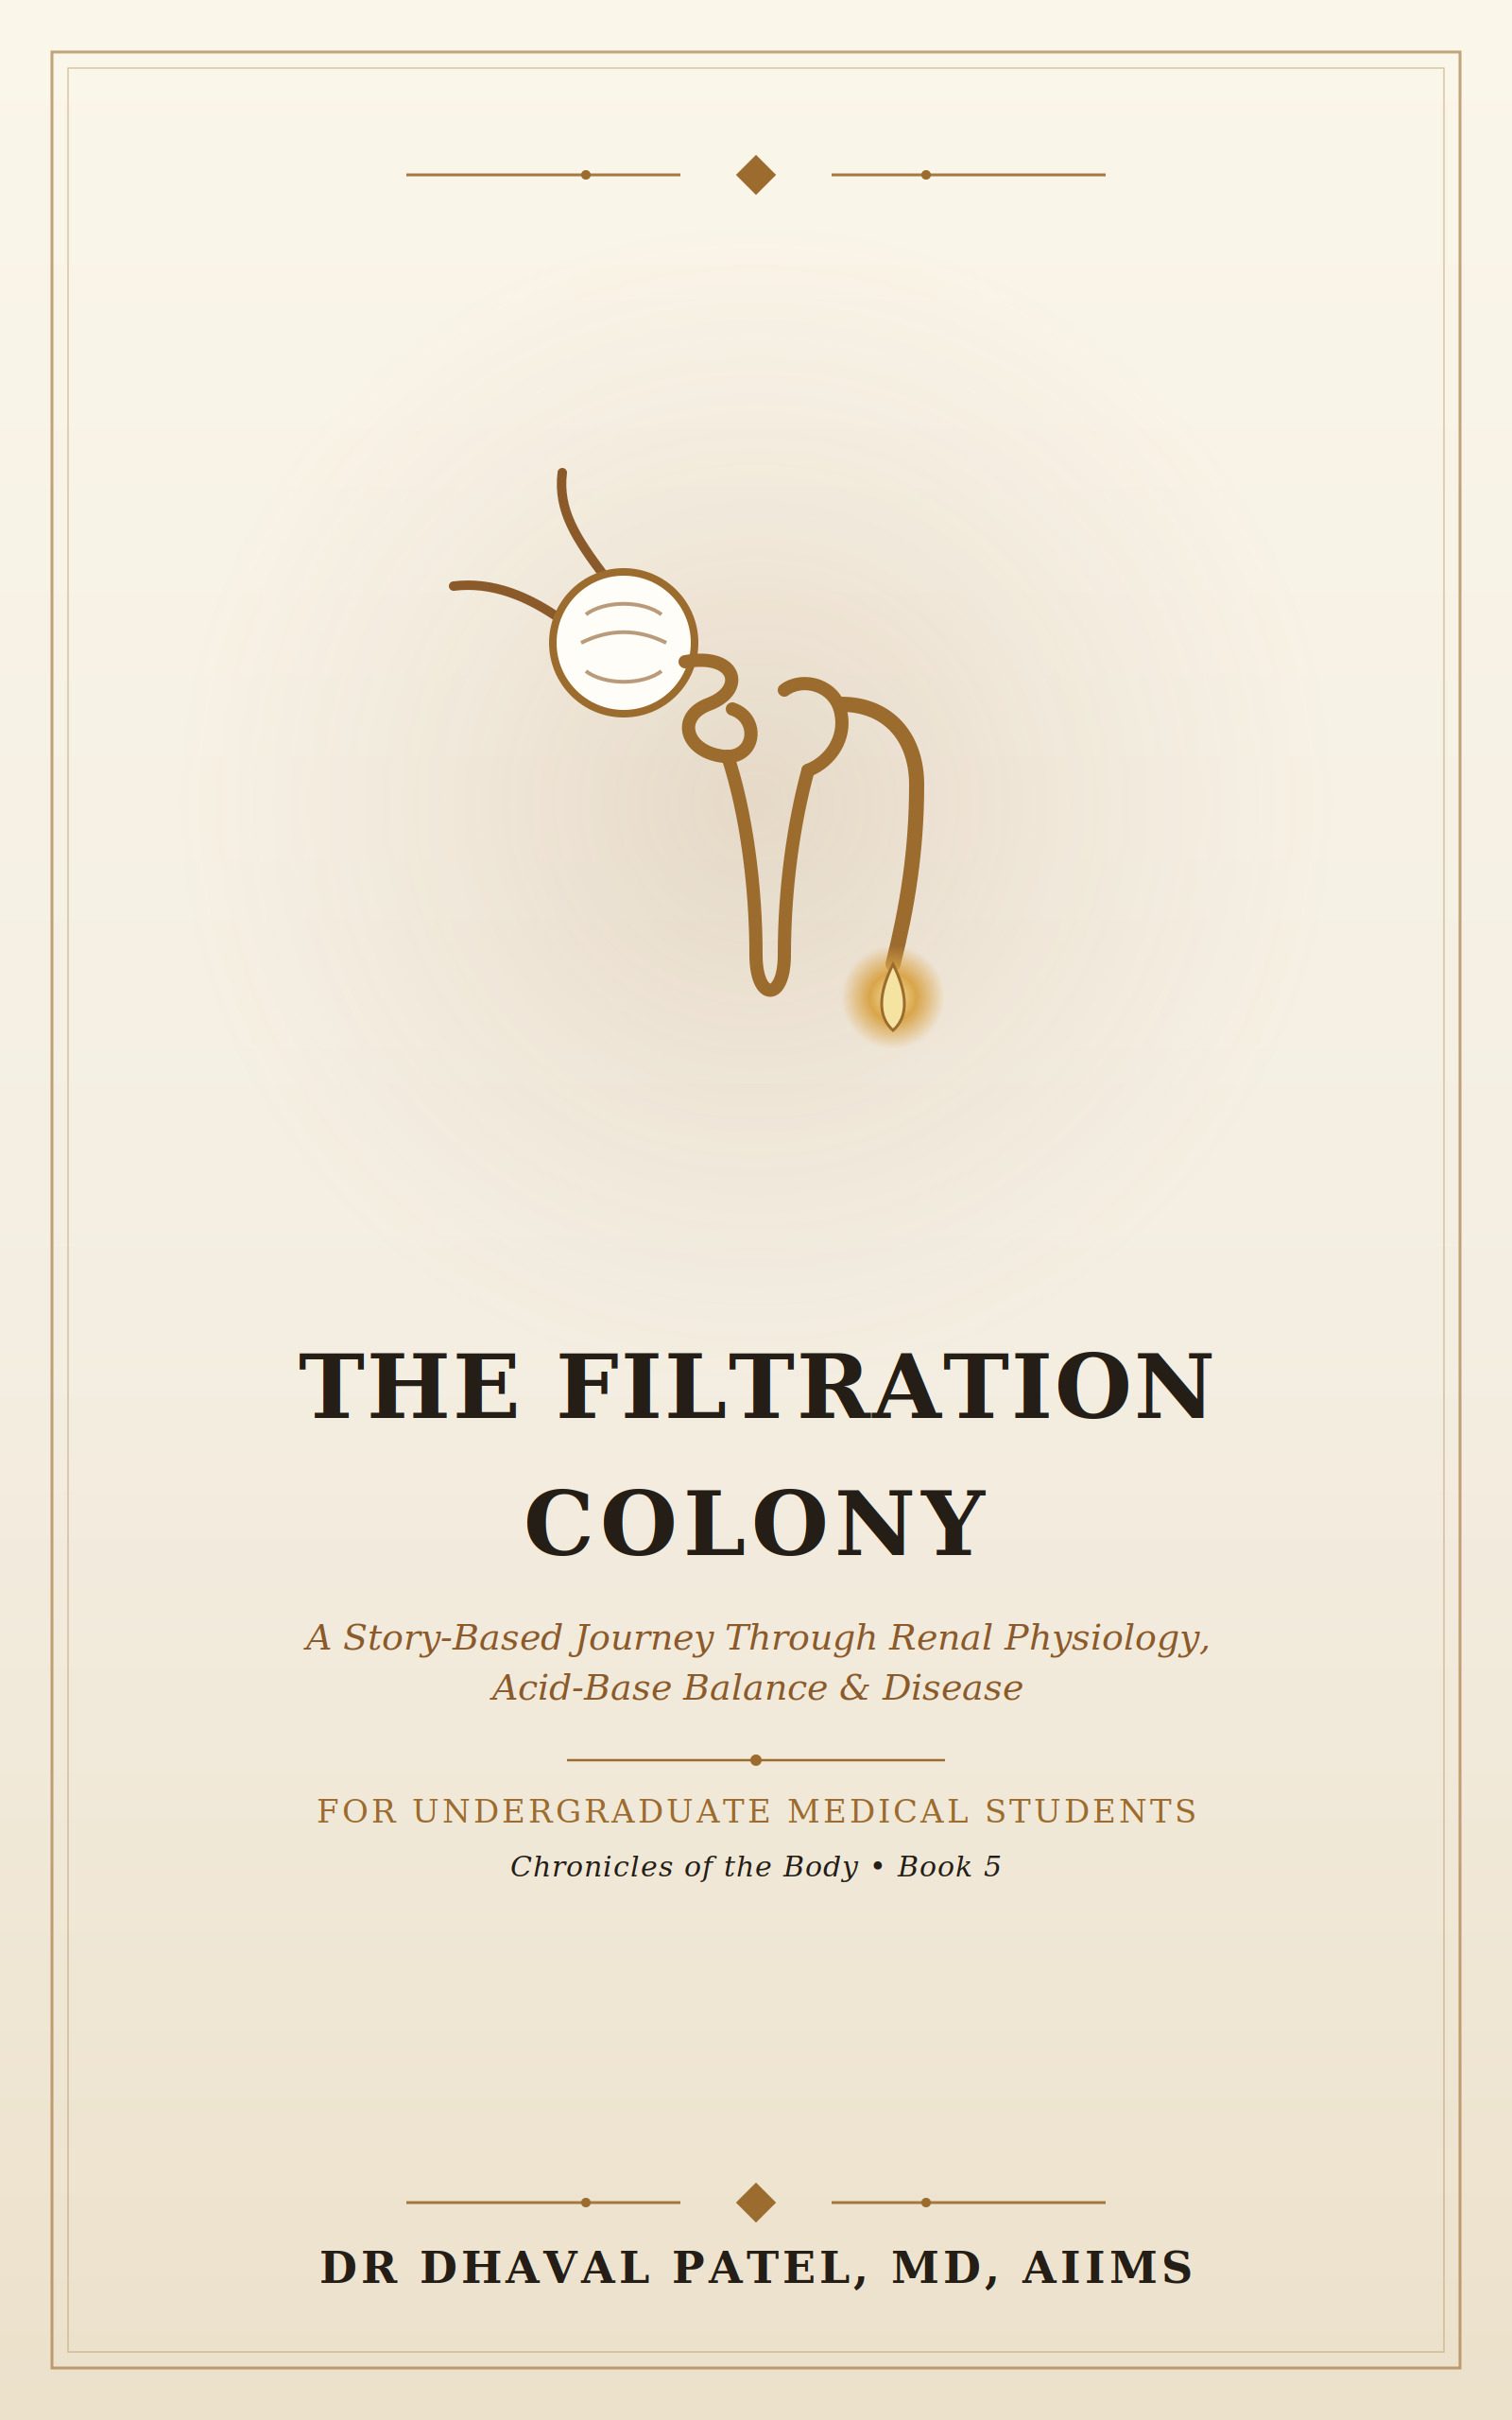 THE FILTRATION
COLONY
A Story-Based Journey Through Renal Physiology,
Acid-Base Balance & Disease
FOR UNDERGRADUATE MEDICAL STUDENTS
Chronicles of the Body • Book 5
DR DHAVAL PATEL, MD, AIIMS